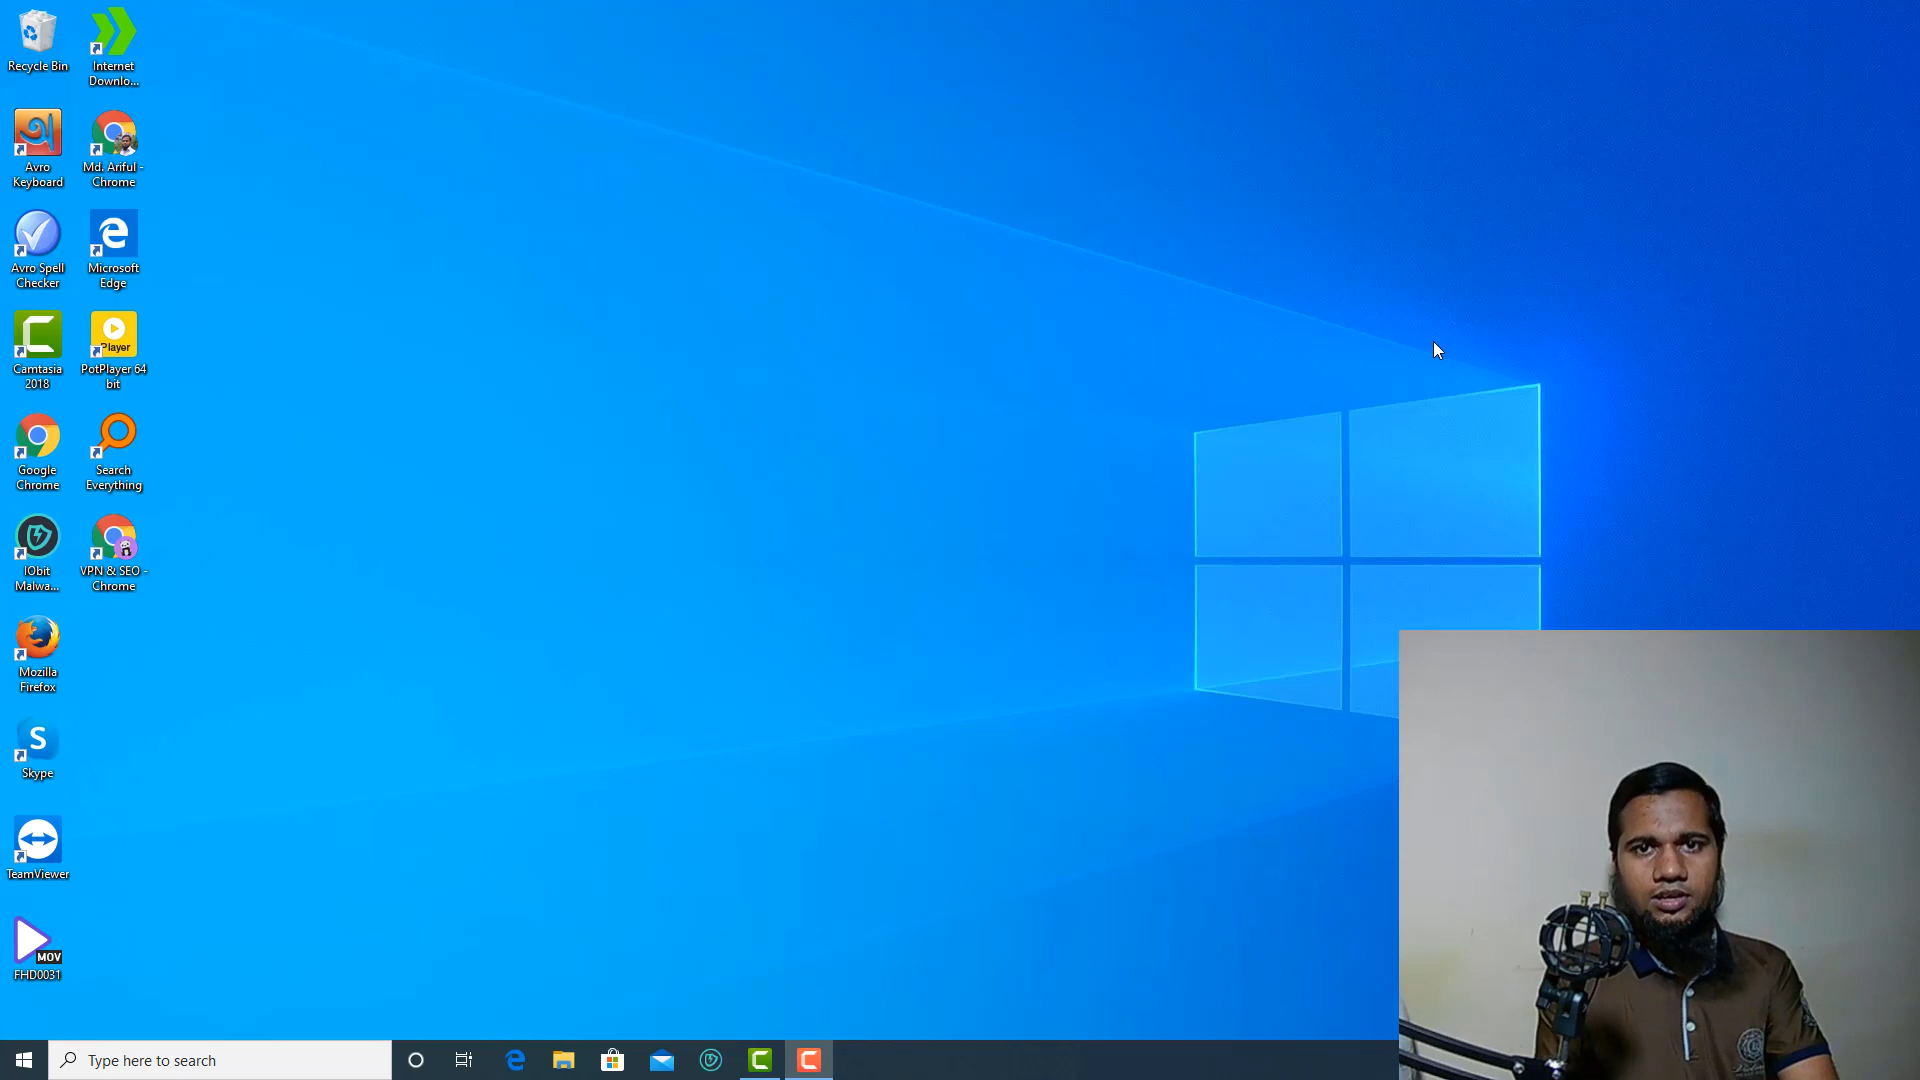 Recycle Bin
Internet
Downlo...
Avro
Keyboard
Md. Ariful -
Chrome
Avro Spell
Checker
Microsoft
Edge
Camtasia
2018
Player
PotPlayer 64
bit
Google
Chrome
Search
Everything
IObit
Malwa...
VPN & SEO -
Chrome
Mozilla
Firefox
Skype
TeamViewer
MOV
FHD0031
Type here to search